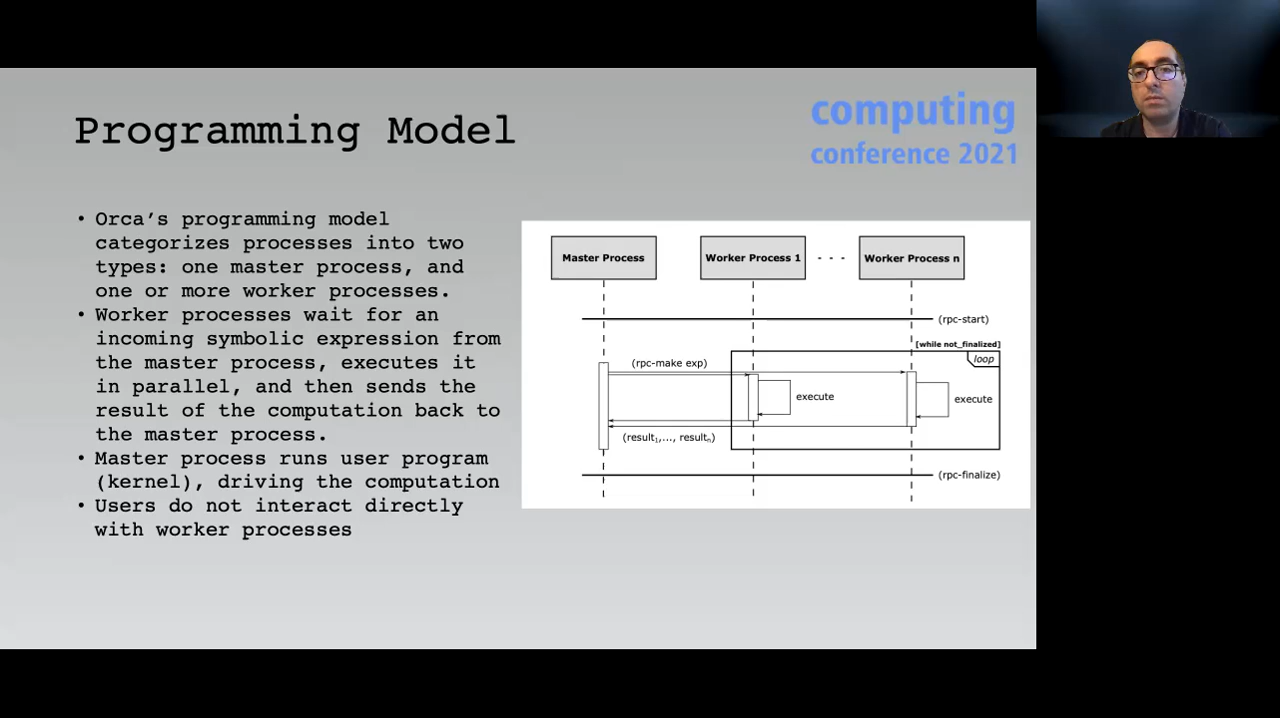 Programming Model
computing
conference 2021
• Orca's programming model
categorizes processes into two
types: one master process, and
one or more worker processes.
• Worker processes wait for an
incoming symbolic expression from
the master process, executes it
in parallel, and then sends the
result of the computation back to
the master process.
• Master process runs user program
(kernel), driving the computation
• Users do not interact directly
with worker processes
Master Process
Worker Process 1
- - -
Worker Process n
(rpc-start)
[while not_finalized]
loop
(rpc-make exp)
execute
execute
(result₁,..., resultₙ)
(rpc-finalize)